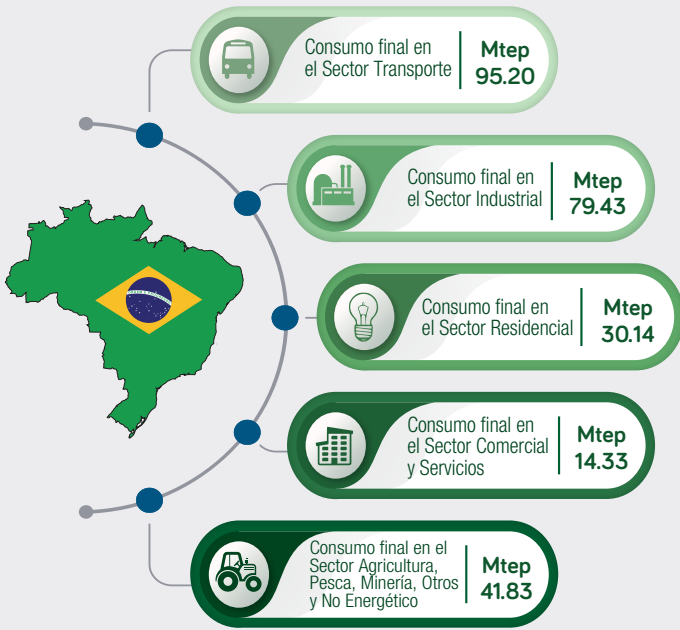 Consumo final en
el Sector Transporte
Mtep
95.20
Consumo final en
el Sector Industrial
Mtep
79.43
Consumo final en
el Sector Residencial
Mtep
30.14
Consumo final en
el Sector Comercial
y Servicios
Mtep
14.33
Consumo final en el
Sector Agricultura,
Pesca, Minería, Otros
y No Energético
Mtep
41.83